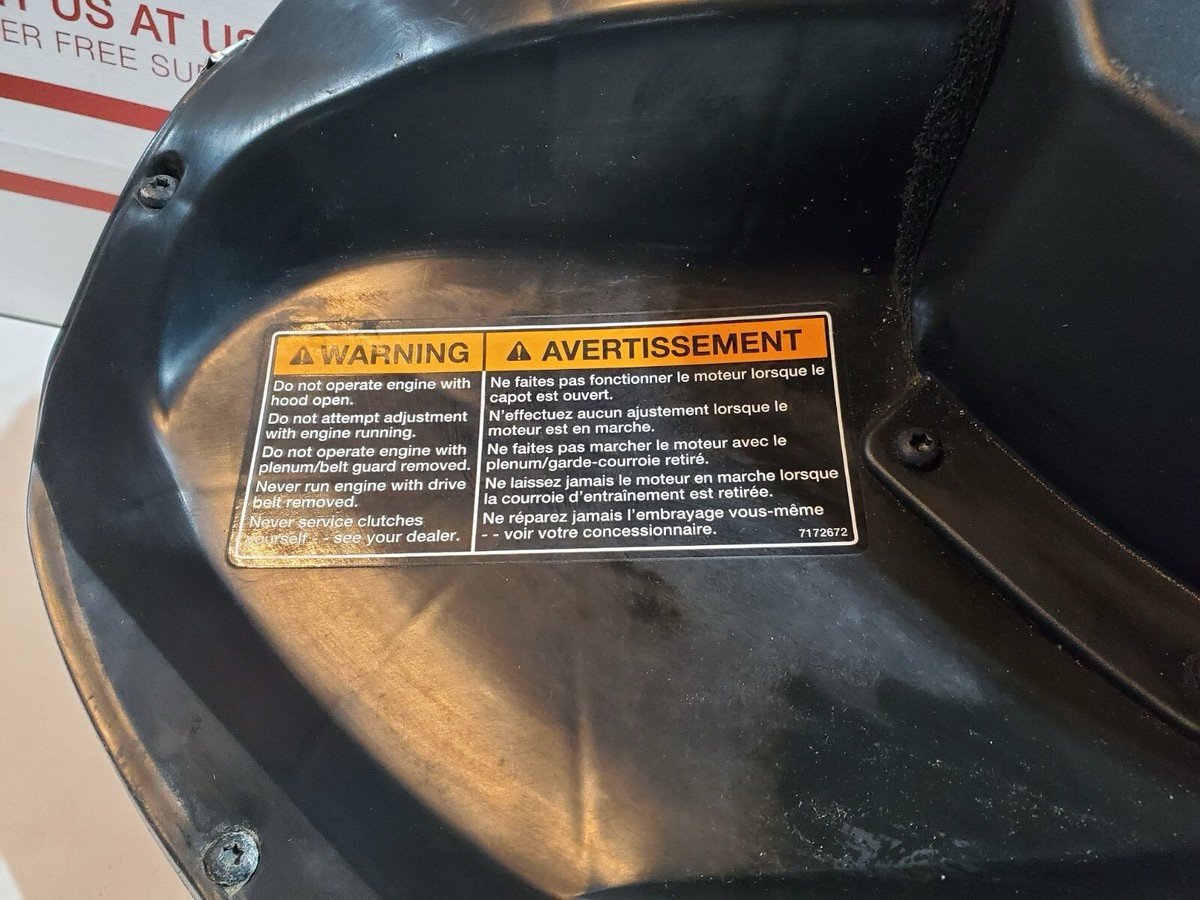 US AT US
ER FREE
WARNING
Do not operate engine with
hood open.
Do not attempt adjustment
with engine running.
Do not operate engine with
plenum/belt guard removed.
Never run engine with drive
belt removed.
Never service clutches
yourself - - see your dealer.
AVERTISSEMENT
Ne faites pas fonctionner le moteur lorsque le
capot est ouvert.
N'effectuez aucun ajustement lorsque le
moteur est en marche.
Ne faites pas marcher le moteur avec le
plenum/garde-courroie retiré.
Ne laissez jamais le moteur en marche lorsque
la courroie d'entraînement est retirée.
Ne réparez jamais l'embrayage vous-même
- - voir votre concessionnaire.
7172672